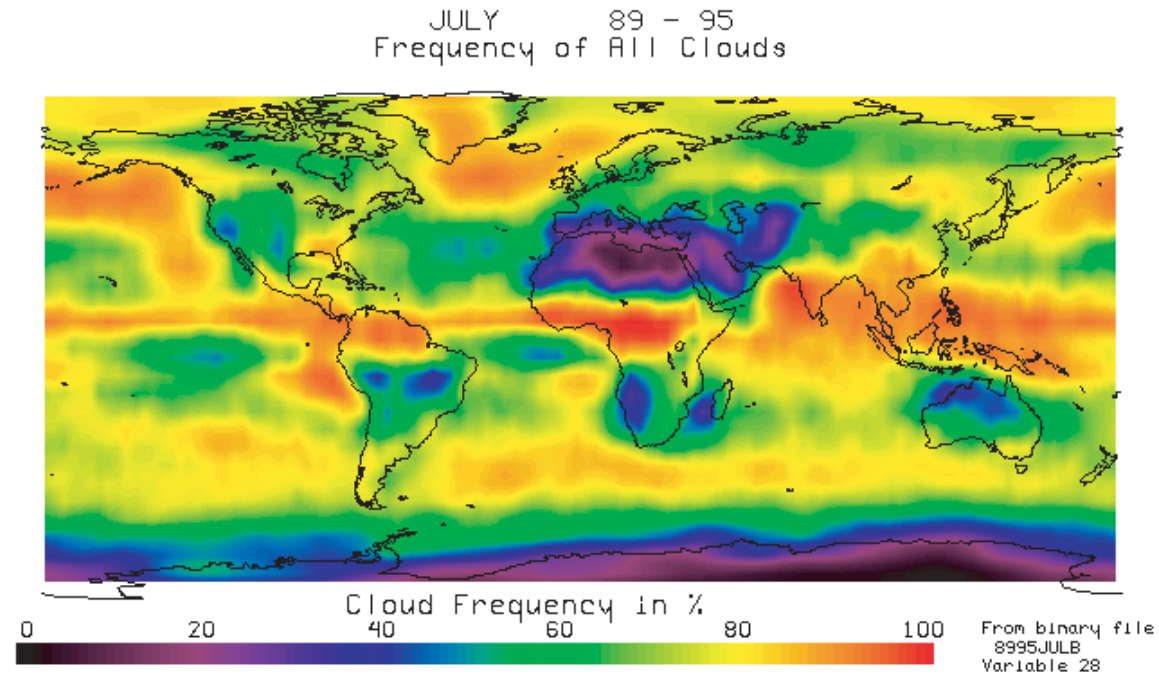 JULY 89 - 95
Frequency of All Clouds
Cloud Frequency in %
0 20 40 60 80 100
From binary file
8995JULB
Variable 28